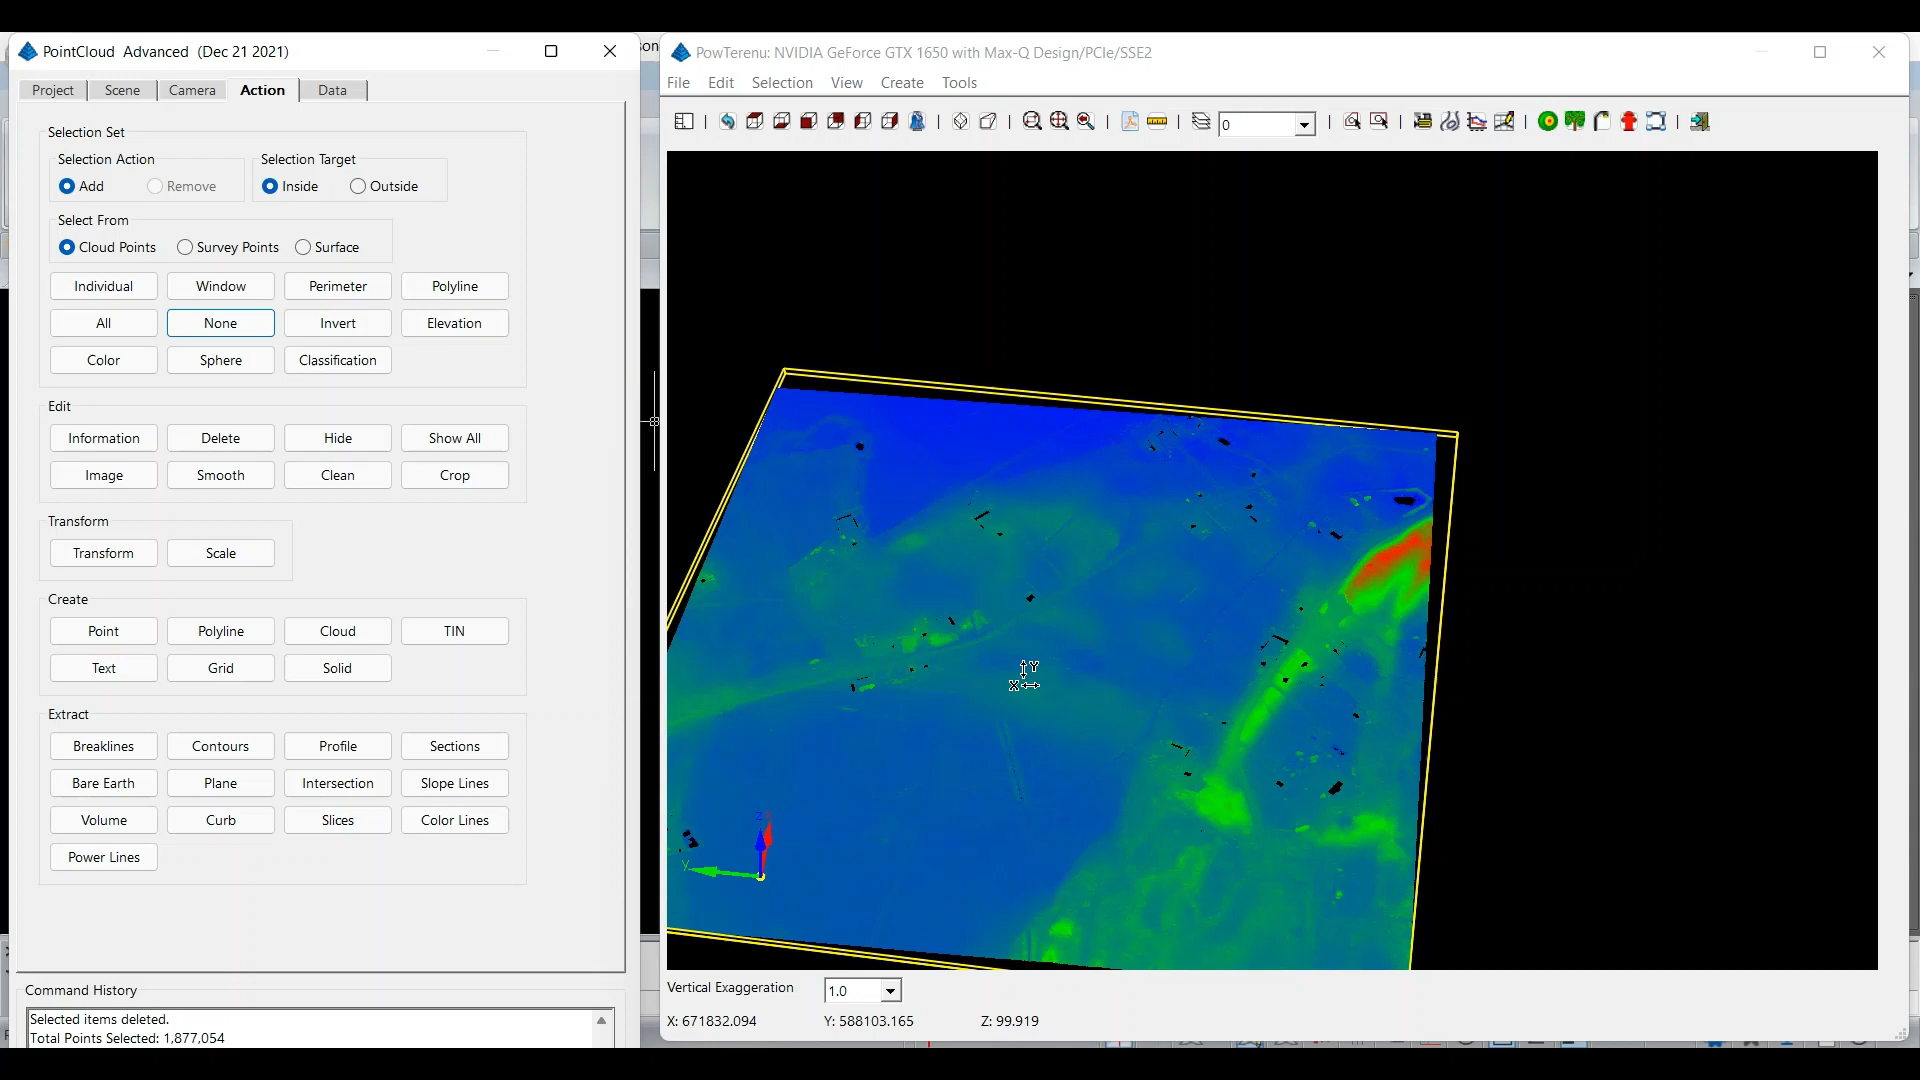 PointCloud Advanced (Dec 21 2021)
Project Scene Camera Action Data
Selection Set
Selection Action
Add Remove
Selection Target
Inside Outside
Select From
Cloud Points Survey Points Surface
Individual Window Perimeter Polyline
All None Invert Elevation
Color Sphere Classification
Edit
Information Delete Hide Show All
Image Smooth Clean Crop
Transform
Transform Scale
Create
Point Polyline Cloud TIN
Text Grid Solid
Extract
Breaklines Contours Profile Sections
Bare Earth Plane Intersection Slope Lines
Volume Curb Slices Color Lines
Power Lines
Command History
Selected items deleted.
Total Points Selected: 1,877,054
son
PowTerenu: NVIDIA GeForce GTX 1650 with Max-Q Design/PCIe/SSE2
File Edit Selection View Create Tools
0
Y
X
Z
Y
Vertical Exaggeration 1.0
X: 671832.094 Y: 588103.165 Z: 99.919